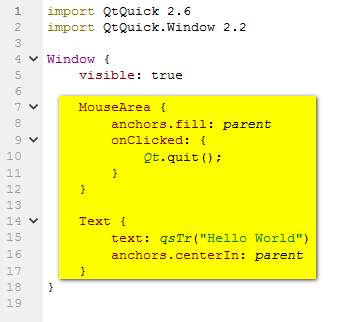 1 import QtQuick 2.6
2 import QtQuick.Window 2.2
3
4 Window {
5     visible: true
6
7     MouseArea {
8         anchors.fill: parent
9         onClicked: {
10             Qt.quit();
11         }
12     }
13
14     Text {
15         text: qsTr("Hello World")
16         anchors.centerIn: parent
17     }
18 }
19